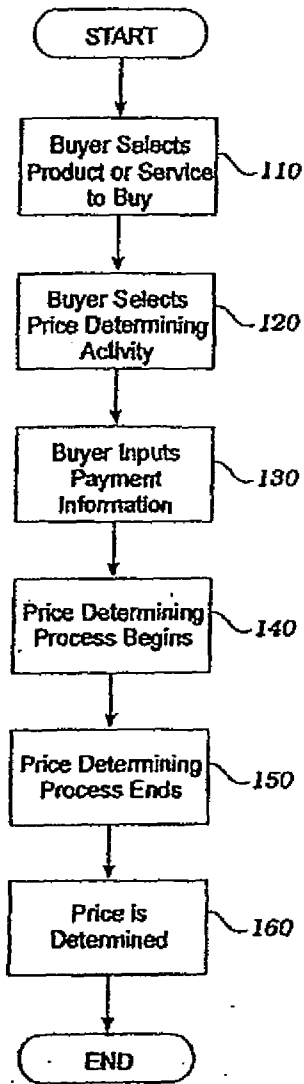 START
Buyer Selects
Product or Service
to Buy
110
Buyer Selects
Price Determining
Activity
120
Buyer Inputs
Payment
Information
130
Price Determining
Process Begins
140
Price Determining
Process Ends
150
Price is
Determined
160
END